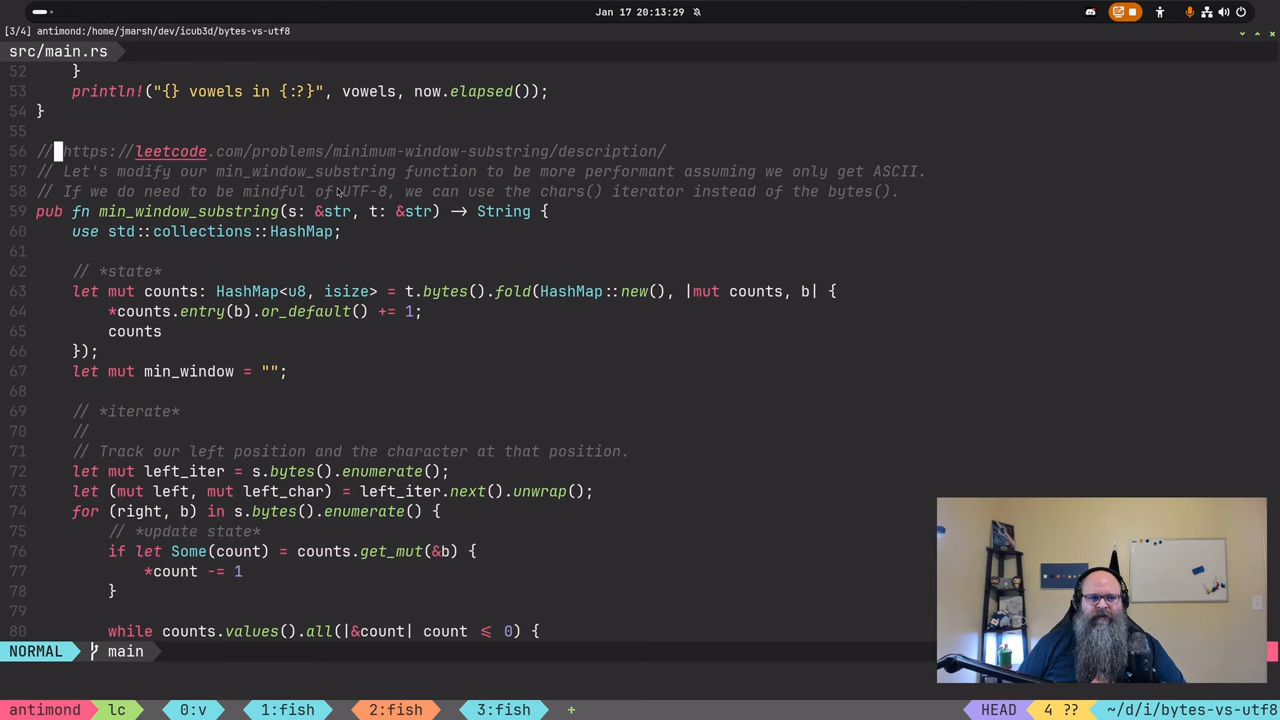 Jan 17 20:13:29
[3/4] antimond:/home/jmarsh/dev/icub3d/bytes-vs-utf8
src/main.rs
52 }
53 println!("{} vowels in {:?}", vowels, now.elapsed());
54 }
55
56 // https://leetcode.com/problems/minimum-window-substring/description/
57 // Let's modify our min_window_substring function to be more performant assuming we only get ASCII.
58 // If we do need to be mindful of UTF-8, we can use the chars() iterator instead of the bytes().
59 pub fn min_window_substring(s: &str, t: &str) -> String {
60 use std::collections::HashMap;
61
62 // *state*
63 let mut counts: HashMap<u8, isize> = t.bytes().fold(HashMap::new(), |mut counts, b| {
64 *counts.entry(b).or_default() += 1;
65 counts
66 });
67 let mut min_window = "";
68
69 // *iterate*
70 //
71 // Track our left position and the character at that position.
72 let mut left_iter = s.bytes().enumerate();
73 let (mut left, mut left_char) = left_iter.next().unwrap();
74 for (right, b) in s.bytes().enumerate() {
75 // *update state*
76 if let Some(count) = counts.get_mut(&b) {
77 *count -= 1
78 }
79
80 while counts.values().all(|&count| count <= 0) {
NORMAL main
antimond lc 0:v 1:fish 2:fish 3:fish + HEAD 4 ?? ~/d/i/bytes-vs-utf8